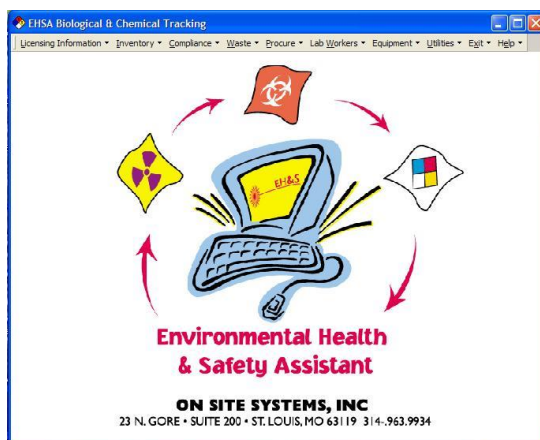 EHSA Biological & Chemical Tracking
Licensing Information Inventory Compliance Waste Procure Lab Workers Equipment Utilities Exit Help
EH&S
Environmental Health
& Safety Assistant
ON SITE SYSTEMS, INC
23 N. GORE • SUITE 200 • ST. LOUIS, MO 63119 314-.963.9934